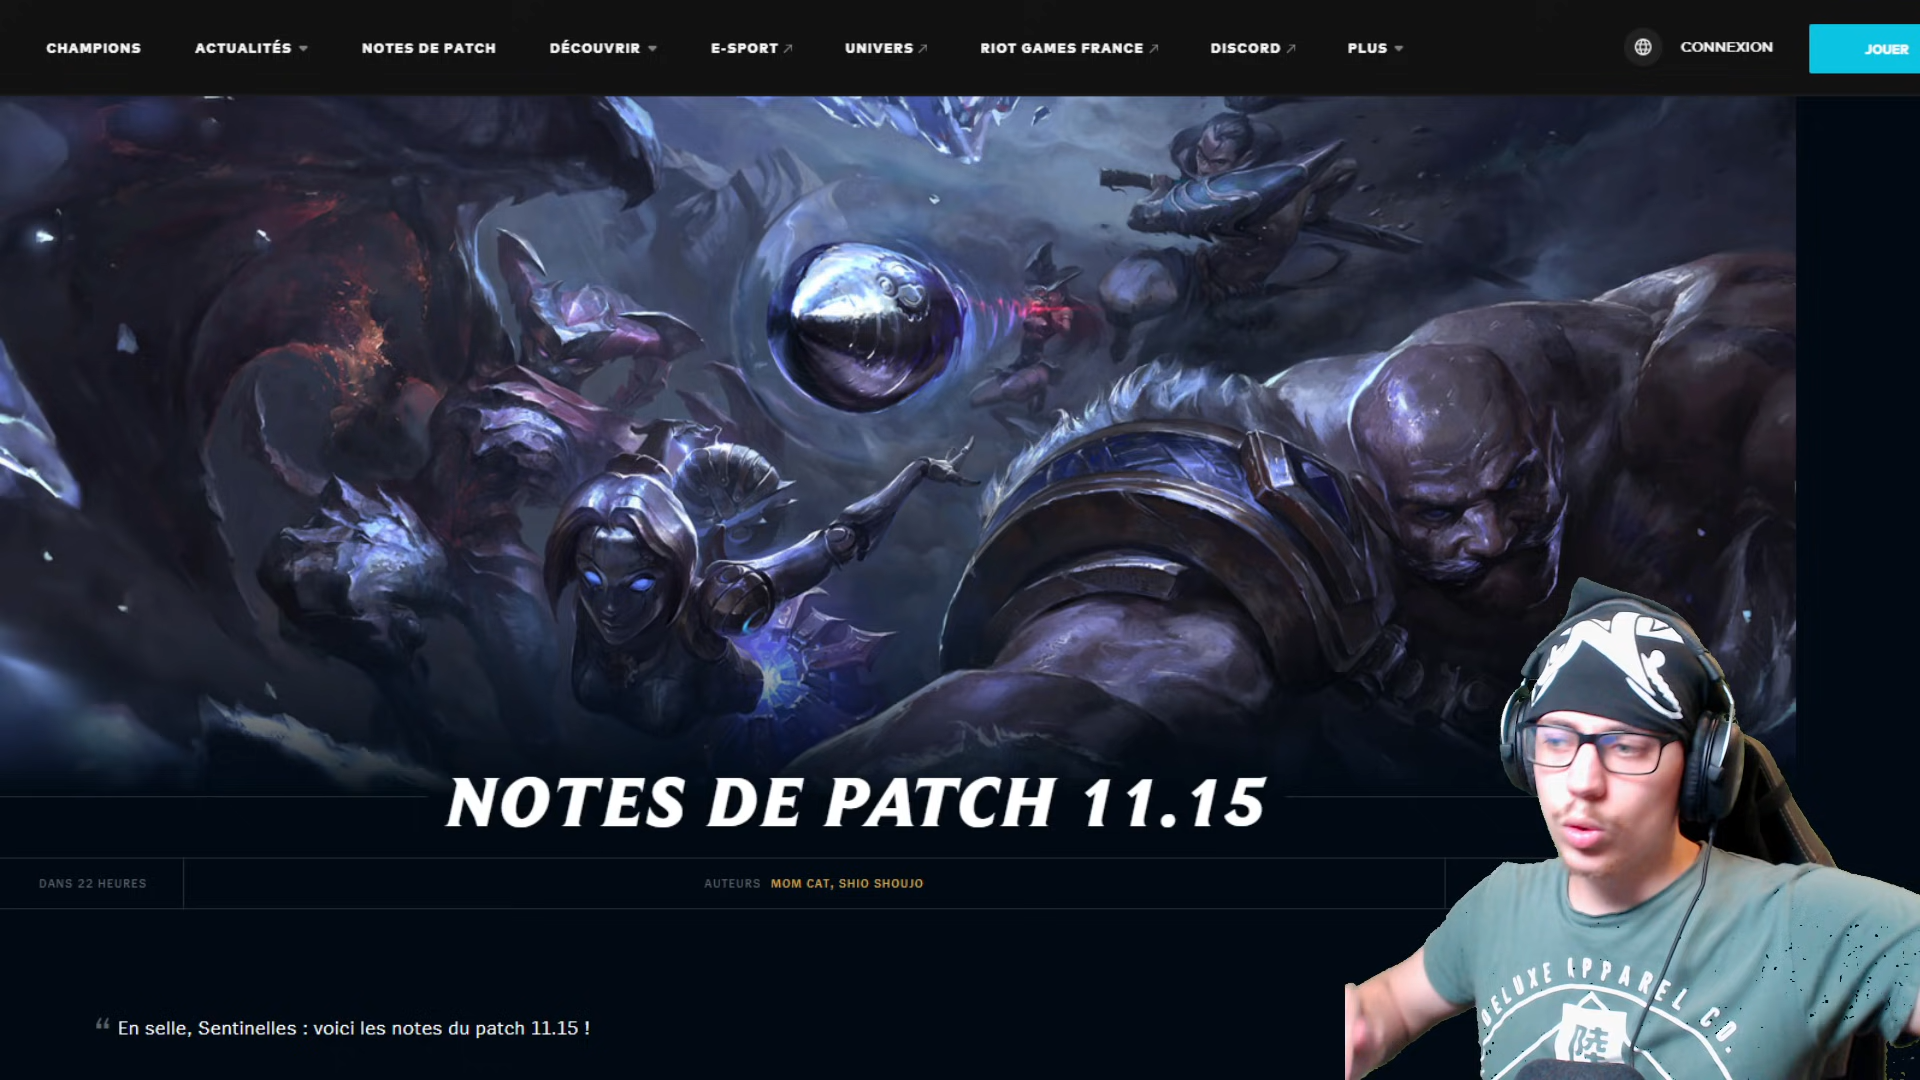 CHAMPIONS
ACTUALITÉS
NOTES DE PATCH
DÉCOUVRIR
E-SPORT
UNIVERS
RIOT GAMES FRANCE
DISCORD
PLUS
CONNEXION
JOUER
NOTES DE PATCH 11.15
DANS 22 HEURES
AUTEURS MOM CAT, SHIO SHOUJO
“ En selle, Sentinelles : voici les notes du patch 11.15 !
DELUXE APPAREL CO.
陸